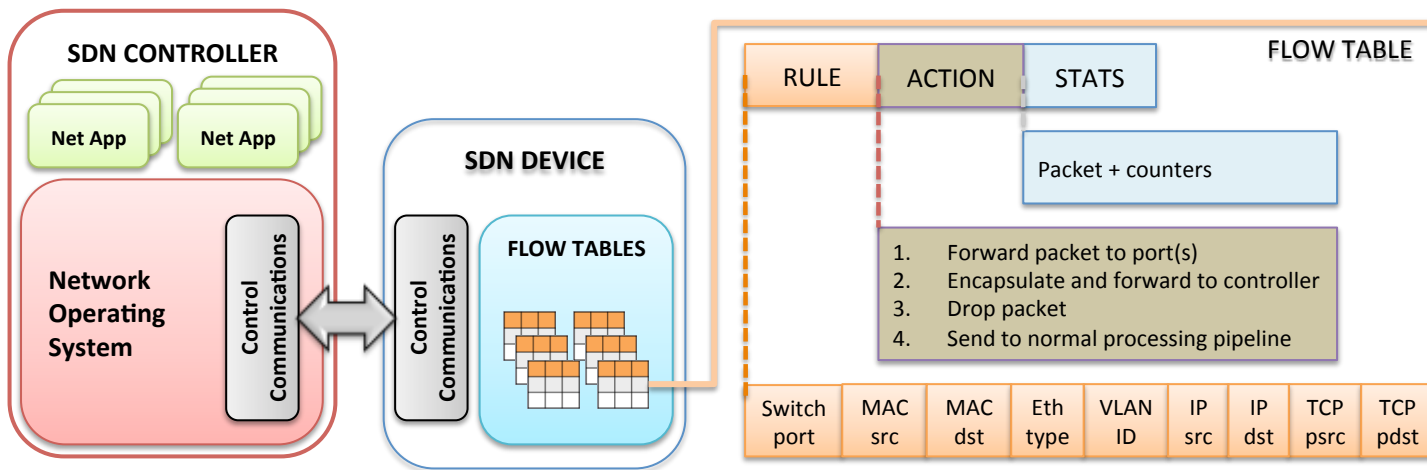 SDN CONTROLLER
Net App
Net App
Network
Operating
System
Control
Communications
SDN DEVICE
Control
Communications
FLOW TABLES
FLOW TABLE
RULE
ACTION
STATS
Packet + counters
1. Forward packet to port(s)
2. Encapsulate and forward to controller
3. Drop packet
4. Send to normal processing pipeline
Switch
port
MAC
src
MAC
dst
Eth
type
VLAN
ID
IP
src
IP
dst
TCP
psrc
TCP
pdst